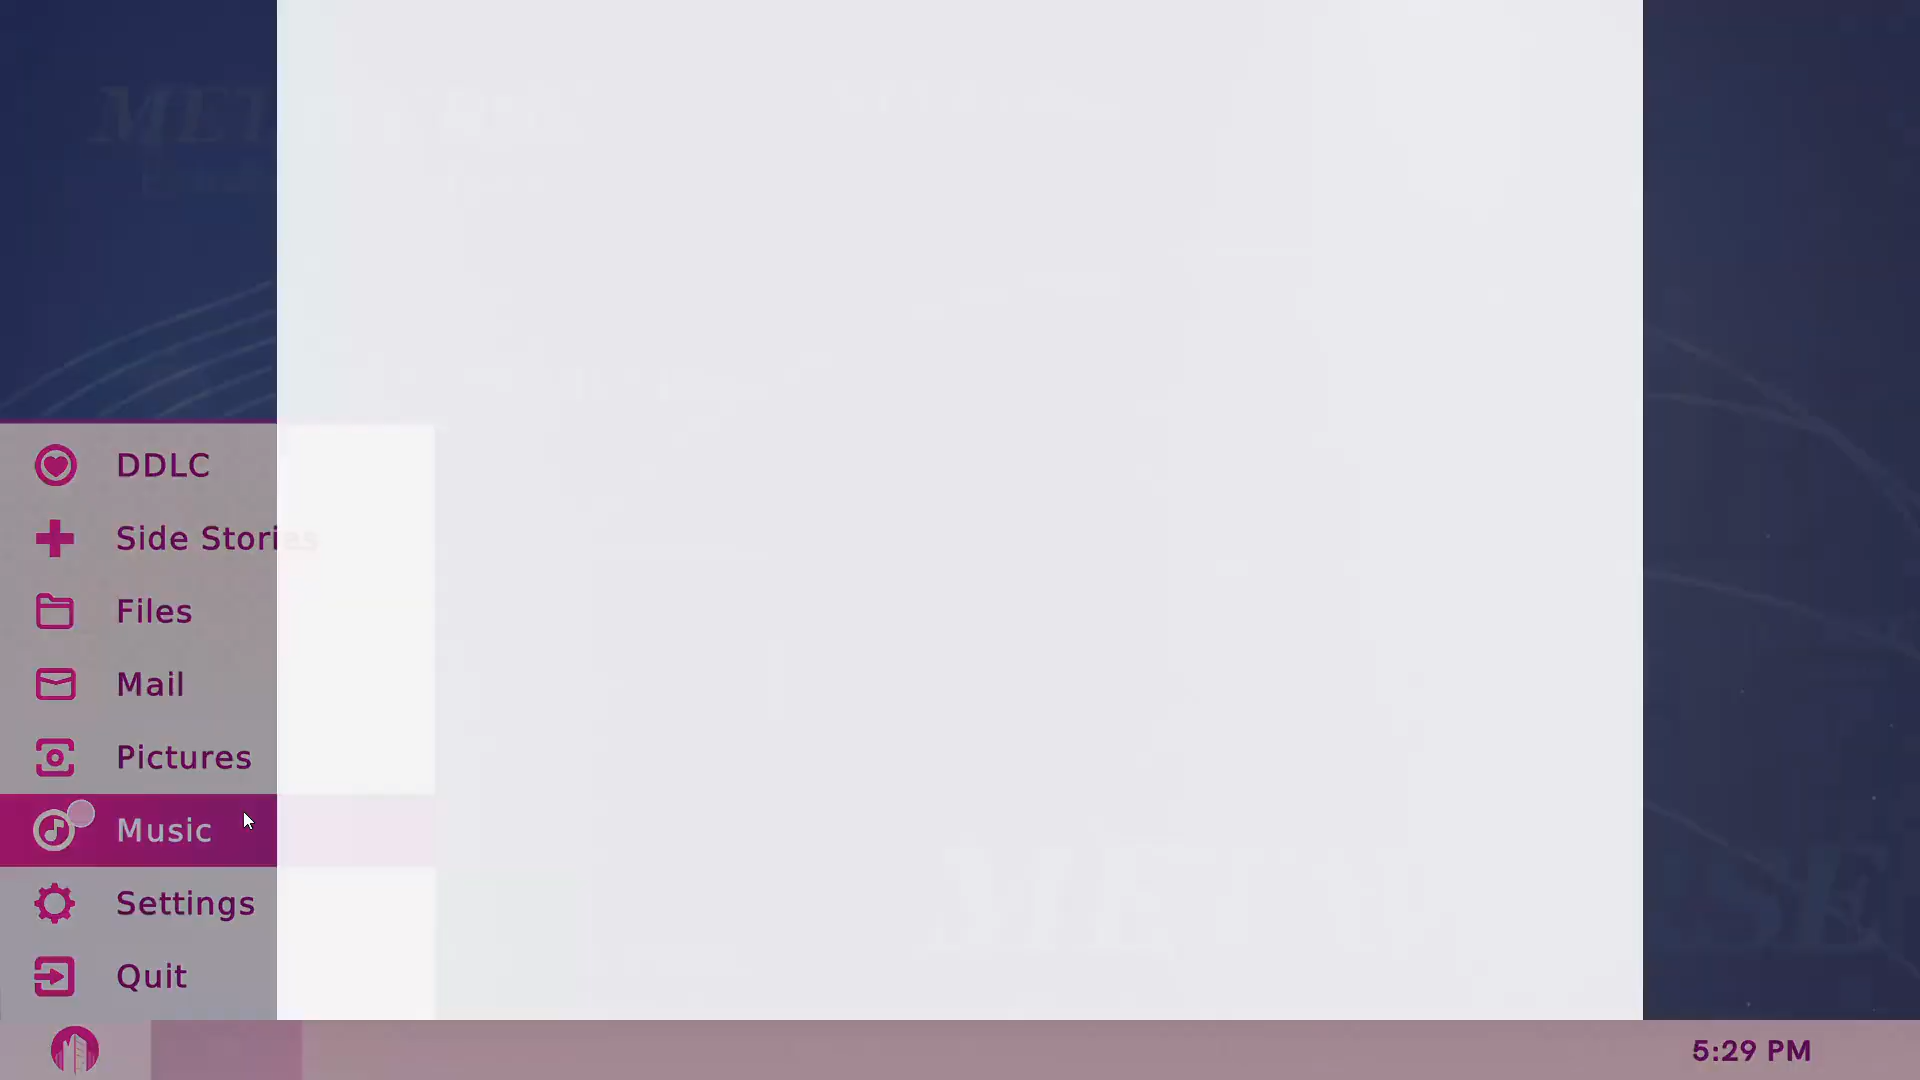 DDLC
Side Stories
Files
Mail
Pictures
Music
Settings
Quit
5:29 PM